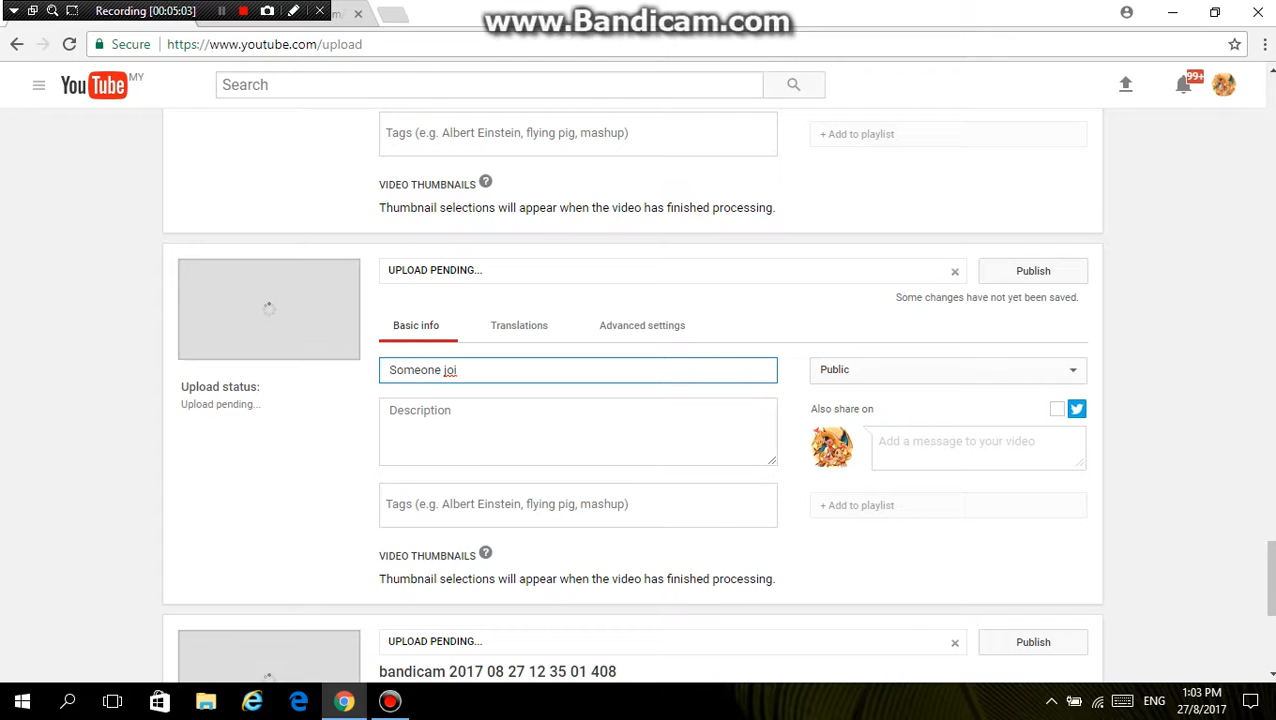 Recording [00:05:03]
www.Bandicam.com
Secure
https://www.youtube.com/upload
YouTube MY
Search
99+
Tags (e.g. Albert Einstein, flying pig, mashup)
+ Add to playlist
VIDEO THUMBNAILS ?
Thumbnail selections will appear when the video has finished processing.
UPLOAD PENDING...
Publish
Some changes have not yet been saved.
Basic info
Translations
Advanced settings
Someone joi
Public
Upload status:
Upload pending...
Description
Also share on
Add a message to your video
Tags (e.g. Albert Einstein, flying pig, mashup)
+ Add to playlist
VIDEO THUMBNAILS ?
Thumbnail selections will appear when the video has finished processing.
UPLOAD PENDING...
Publish
bandicam 2017 08 27 12 35 01 408
ENG
1:03 PM
27/8/2017